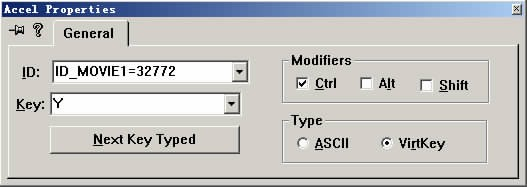 Accel Properties
General
ID: ID_MOVIE1=32772
Key: Y
Next Key Typed
Modifiers
Ctrl Alt Shift
Type
ASCII VirtKey